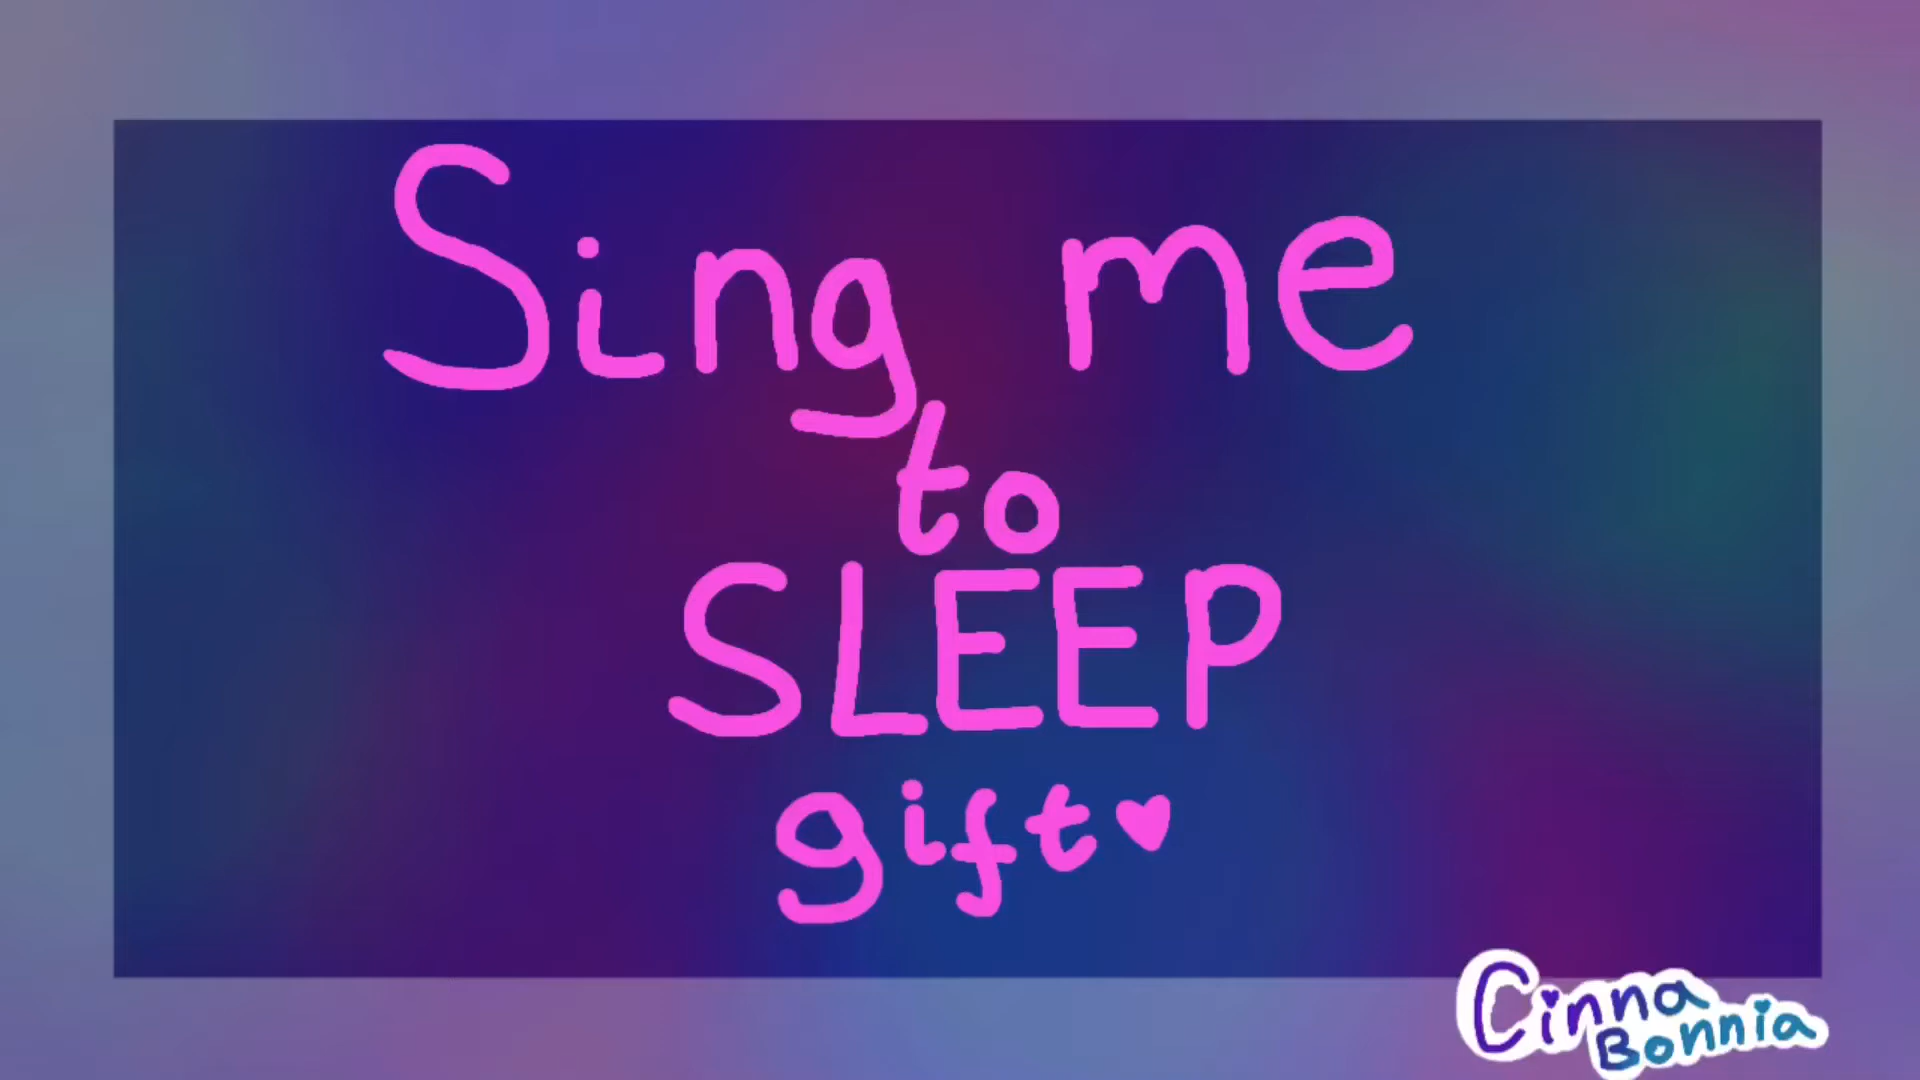 Sing me
to
SLEEP
gift♥
Cinna
Bonnia